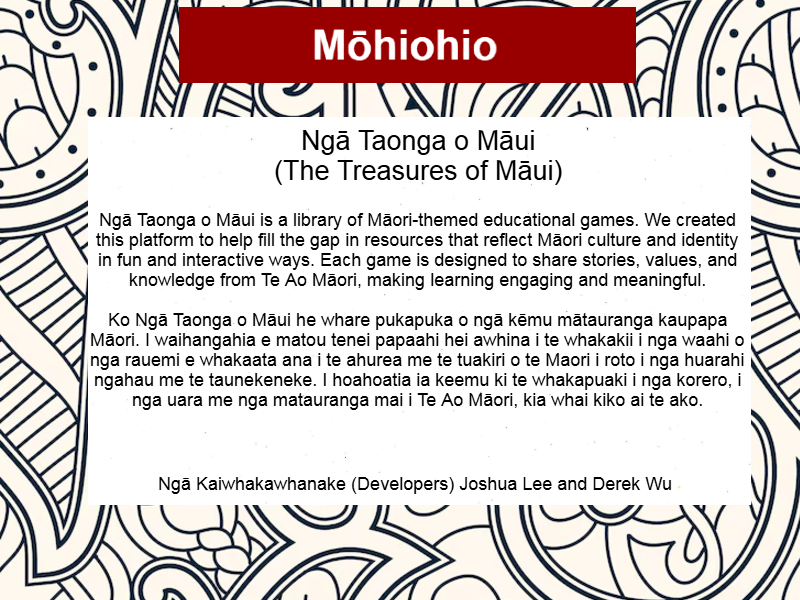 Mōhiohio
Ngā Taonga o Māui
(The Treasures of Māui)
Ngā Taonga o Māui is a library of Māori-themed educational games. We created
this platform to help fill the gap in resources that reflect Māori culture and identity
in fun and interactive ways. Each game is designed to share stories, values, and
knowledge from Te Ao Māori, making learning engaging and meaningful.
Ko Ngā Taonga o Māui he whare pukapuka o ngā kēmu mātauranga kaupapa
Māori. I waihangahia e matou tenei papaahi hei awhina i te whakakii i nga waahi o
nga rauemi e whakaata ana i te ahurea me te tuakiri o te Maori i roto i nga huarahi
ngahau me te taunekeneke. I hoahoatia ia keemu ki te whakapuaki i nga korero, i
nga uara me nga matauranga mai i Te Ao Māori, kia whai kiko ai te ako.
Ngā Kaiwhakawhanake (Developers) Joshua Lee and Derek Wu